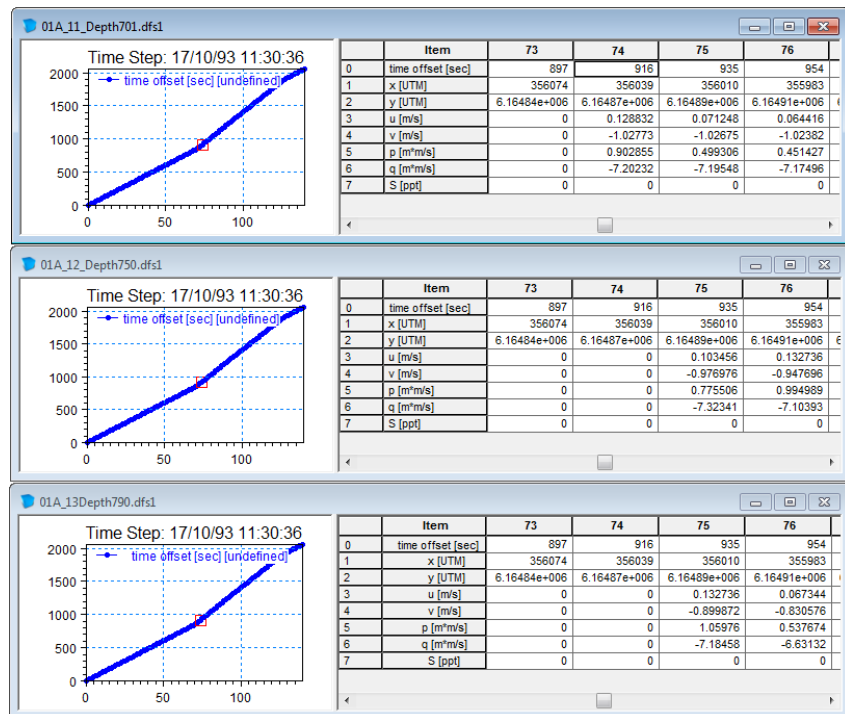 01A_11_Depth701.dfs1
Time Step: 17/10/93 11:30:36
time offset [sec] [undefined]
2000
1500
1000
500
0
0 50 100
Item 73 74 75 76
0 time offset [sec] 897 916 935 954
1 x [UTM] 356074 356039 356010 355983
2 y [UTM] 6.16484e+006 6.16487e+006 6.16489e+006 6.16491e+006
3 u [m/s] 0 0.128832 0.071248 0.064416
4 v [m/s] 0 -1.02773 -1.02675 -1.02382
5 p [m*m/s] 0 0.902855 0.499306 0.451427
6 q [m*m/s] 0 -7.20232 -7.19548 -7.17496
7 S [ppt] 0 0 0 0
01A_12_Depth750.dfs1
Time Step: 17/10/93 11:30:36
time offset [sec] [undefined]
2000
1500
1000
500
0
0 50 100
Item 73 74 75 76
0 time offset [sec] 897 916 935 954
1 x [UTM] 356074 356039 356010 355983
2 y [UTM] 6.16484e+006 6.16487e+006 6.16489e+006 6.16491e+006
3 u [m/s] 0 0 0.103456 0.132736
4 v [m/s] 0 0 -0.976976 -0.947696
5 p [m*m/s] 0 0 0.775506 0.994989
6 q [m*m/s] 0 0 -7.32341 -7.10393
7 S [ppt] 0 0 0 0
01A_13Depth790.dfs1
Time Step: 17/10/93 11:30:36
time offset [sec] [undefined]
2000
1500
1000
500
0
0 50 100
Item 73 74 75 76
0 time offset [sec] 897 916 935 954
1 x [UTM] 356074 356039 356010 355983
2 y [UTM] 6.16484e+006 6.16487e+006 6.16489e+006 6.16491e+006
3 u [m/s] 0 0 0.132736 0.067344
4 v [m/s] 0 0 -0.899872 -0.830576
5 p [m*m/s] 0 0 1.05976 0.537674
6 q [m*m/s] 0 0 -7.18458 -6.63132
7 S [ppt] 0 0 0 0